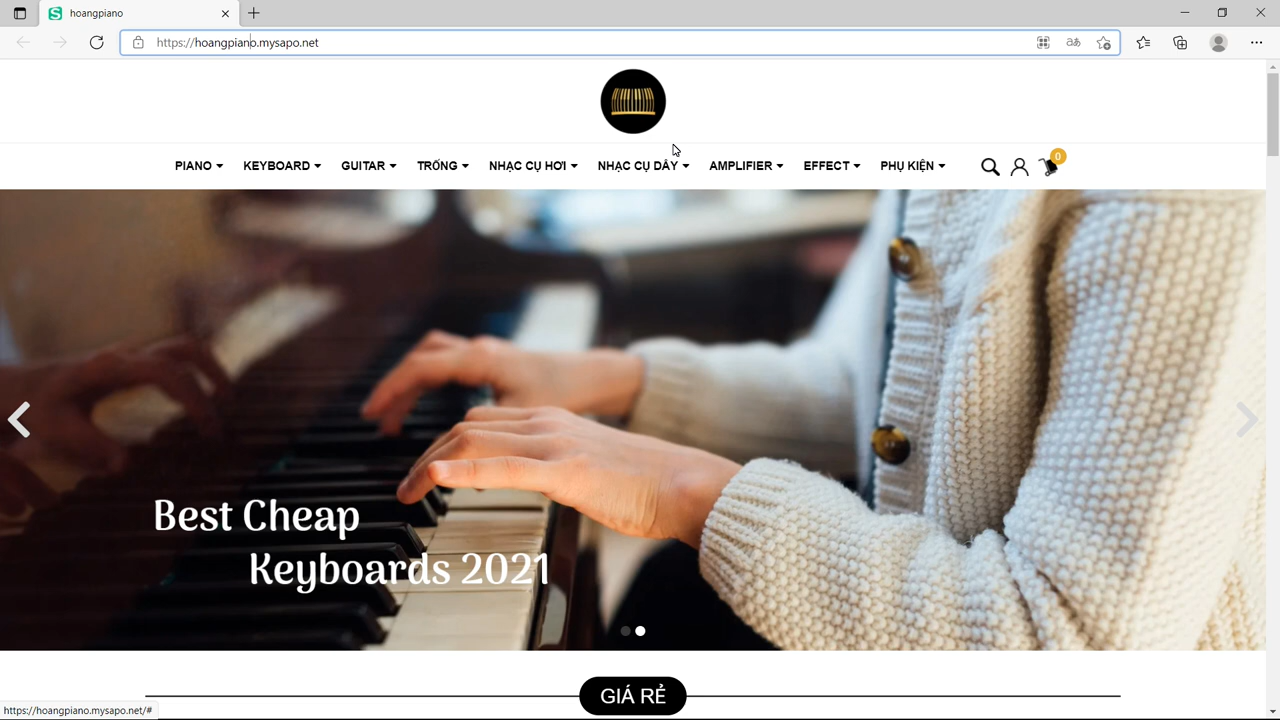 hoangpiano
https://hoangpiano.mysapo.net
PIANO KEYBOARD GUITAR TRỐNG NHẠC CỤ HƠI NHẠC CỤ DÂY AMPLIFIER EFFECT PHỤ KIỆN 0
Best Cheap
Keyboards 2021
GIÁ RẺ
https://hoangpiano.mysapo.net/#